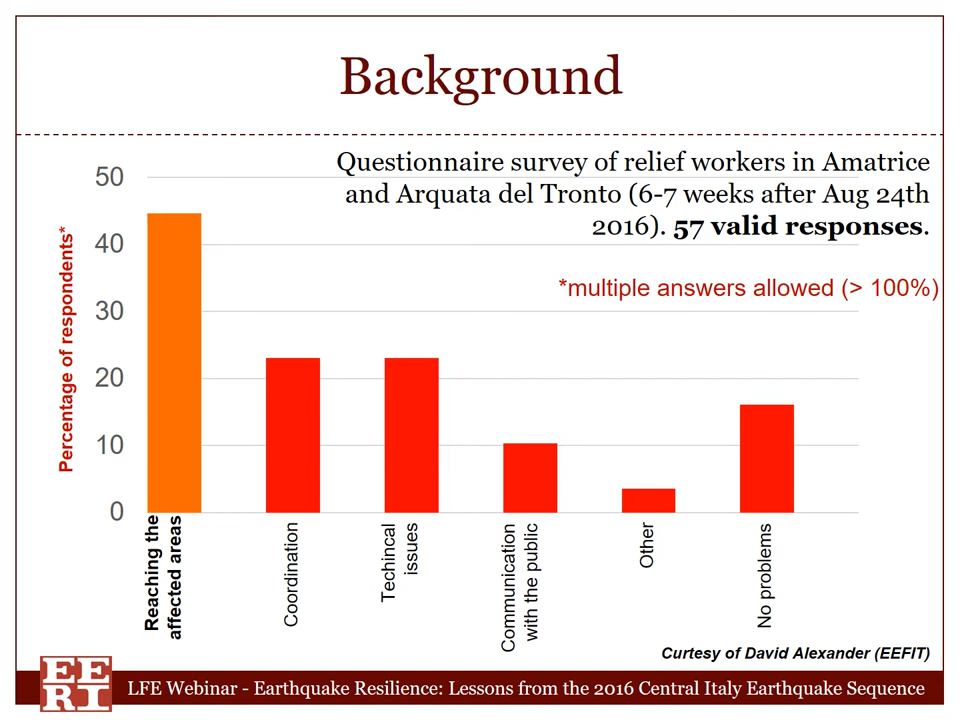 Background
Questionnaire survey of relief workers in Amatrice
and Arquata del Tronto (6-7 weeks after Aug 24th
2016). 57 valid responses.
*multiple answers allowed (> 100%)
Percentage of respondents*
50
40
30
20
10
0
Reaching the
affected areas
Coordination
Techincal
issues
Communication
with the public
Other
No problems
Curtesy of David Alexander (EEFIT)
EE
RI
LFE Webinar - Earthquake Resilience: Lessons from the 2016 Central Italy Earthquake Sequence